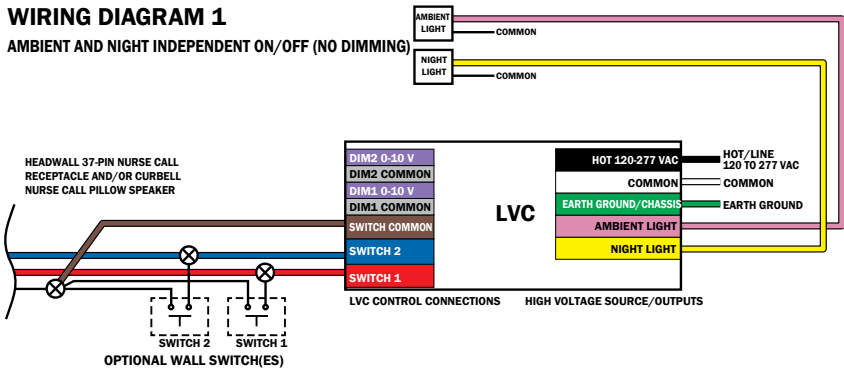 WIRING DIAGRAM 1
AMBIENT AND NIGHT INDEPENDENT ON/OFF (NO DIMMING)
AMBIENT
LIGHT
COMMON
NIGHT
LIGHT
COMMON
HEADWALL 37-PIN NURSE CALL
RECEPTACLE AND/OR CURBELL
NURSE CALL PILLOW SPEAKER
DIM2 0-10 V
DIM2 COMMON
DIM1 0-10 V
DIM1 COMMON
SWITCH COMMON
SWITCH 2
SWITCH 1
LVC
HOT 120-277 VAC
COMMON
EARTH GROUND/CHASSIS
AMBIENT LIGHT
NIGHT LIGHT
HOT/LINE
120 TO 277 VAC
COMMON
EARTH GROUND
LVC CONTROL CONNECTIONS
HIGH VOLTAGE SOURCE/OUTPUTS
SWITCH 2
SWITCH 1
OPTIONAL WALL SWITCH(ES)